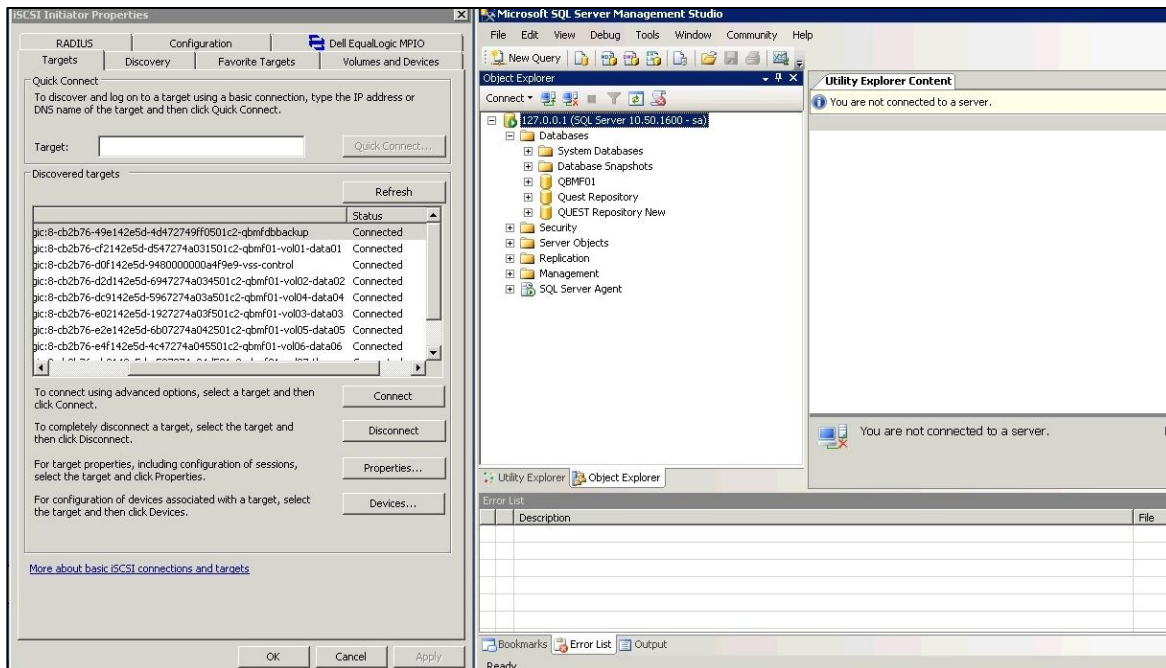 iSCSI Initiator Properties
RADIUS
Configuration
Dell EqualLogic MPIO
Targets
Discovery
Favorite Targets
Volumes and Devices
Quick Connect
To discover and log on to a target using a basic connection, type the IP address or
DNS name of the target and then click Quick Connect.
Target:
Quick Connect...
Discovered targets
Refresh
Status
gic:8-cb2b76-49e142e5d-4d472749ff0501c2-qbmfdbbackup Connected
gic:8-cb2b76-cf2142e5d-d547274a031501c2-qbmf01-vol01-data01 Connected
gic:8-cb2b76-d0f142e5d-9480000000a4f9e9-vss-control Connected
gic:8-cb2b76-d2d142e5d-6947274a034501c2-qbmf01-vol02-data02 Connected
gic:8-cb2b76-dc9142e5d-5967274a03a501c2-qbmf01-vol04-data04 Connected
gic:8-cb2b76-e02142e5d-1927274a03f501c2-qbmf01-vol03-data03 Connected
gic:8-cb2b76-e2e142e5d-6b07274a042501c2-qbmf01-vol05-data05 Connected
gic:8-cb2b76-e4f142e5d-4c47274a045501c2-qbmf01-vol06-data06 Connected
To connect using advanced options, select a target and then
click Connect.
Connect
To completely disconnect a target, select the target and
then click Disconnect.
Disconnect
For target properties, including configuration of sessions,
select the target and click Properties.
Properties...
For configuration of devices associated with a target, select
the target and then click Devices.
Devices...
More about basic iSCSI connections and targets
OK
Cancel
Apply
Microsoft SQL Server Management Studio
File Edit View Debug Tools Window Community Help
New Query
Object Explorer
Connect
127.0.0.1 (SQL Server 10.50.1600 - sa)
Databases
System Databases
Database Snapshots
QBMF01
Quest Repository
QUEST Repository New
Security
Server Objects
Replication
Management
SQL Server Agent
Utility Explorer
Object Explorer
Utility Explorer Content
You are not connected to a server.
You are not connected to a server.
Error List
Description
File
Bookmarks
Error List
Output
Ready